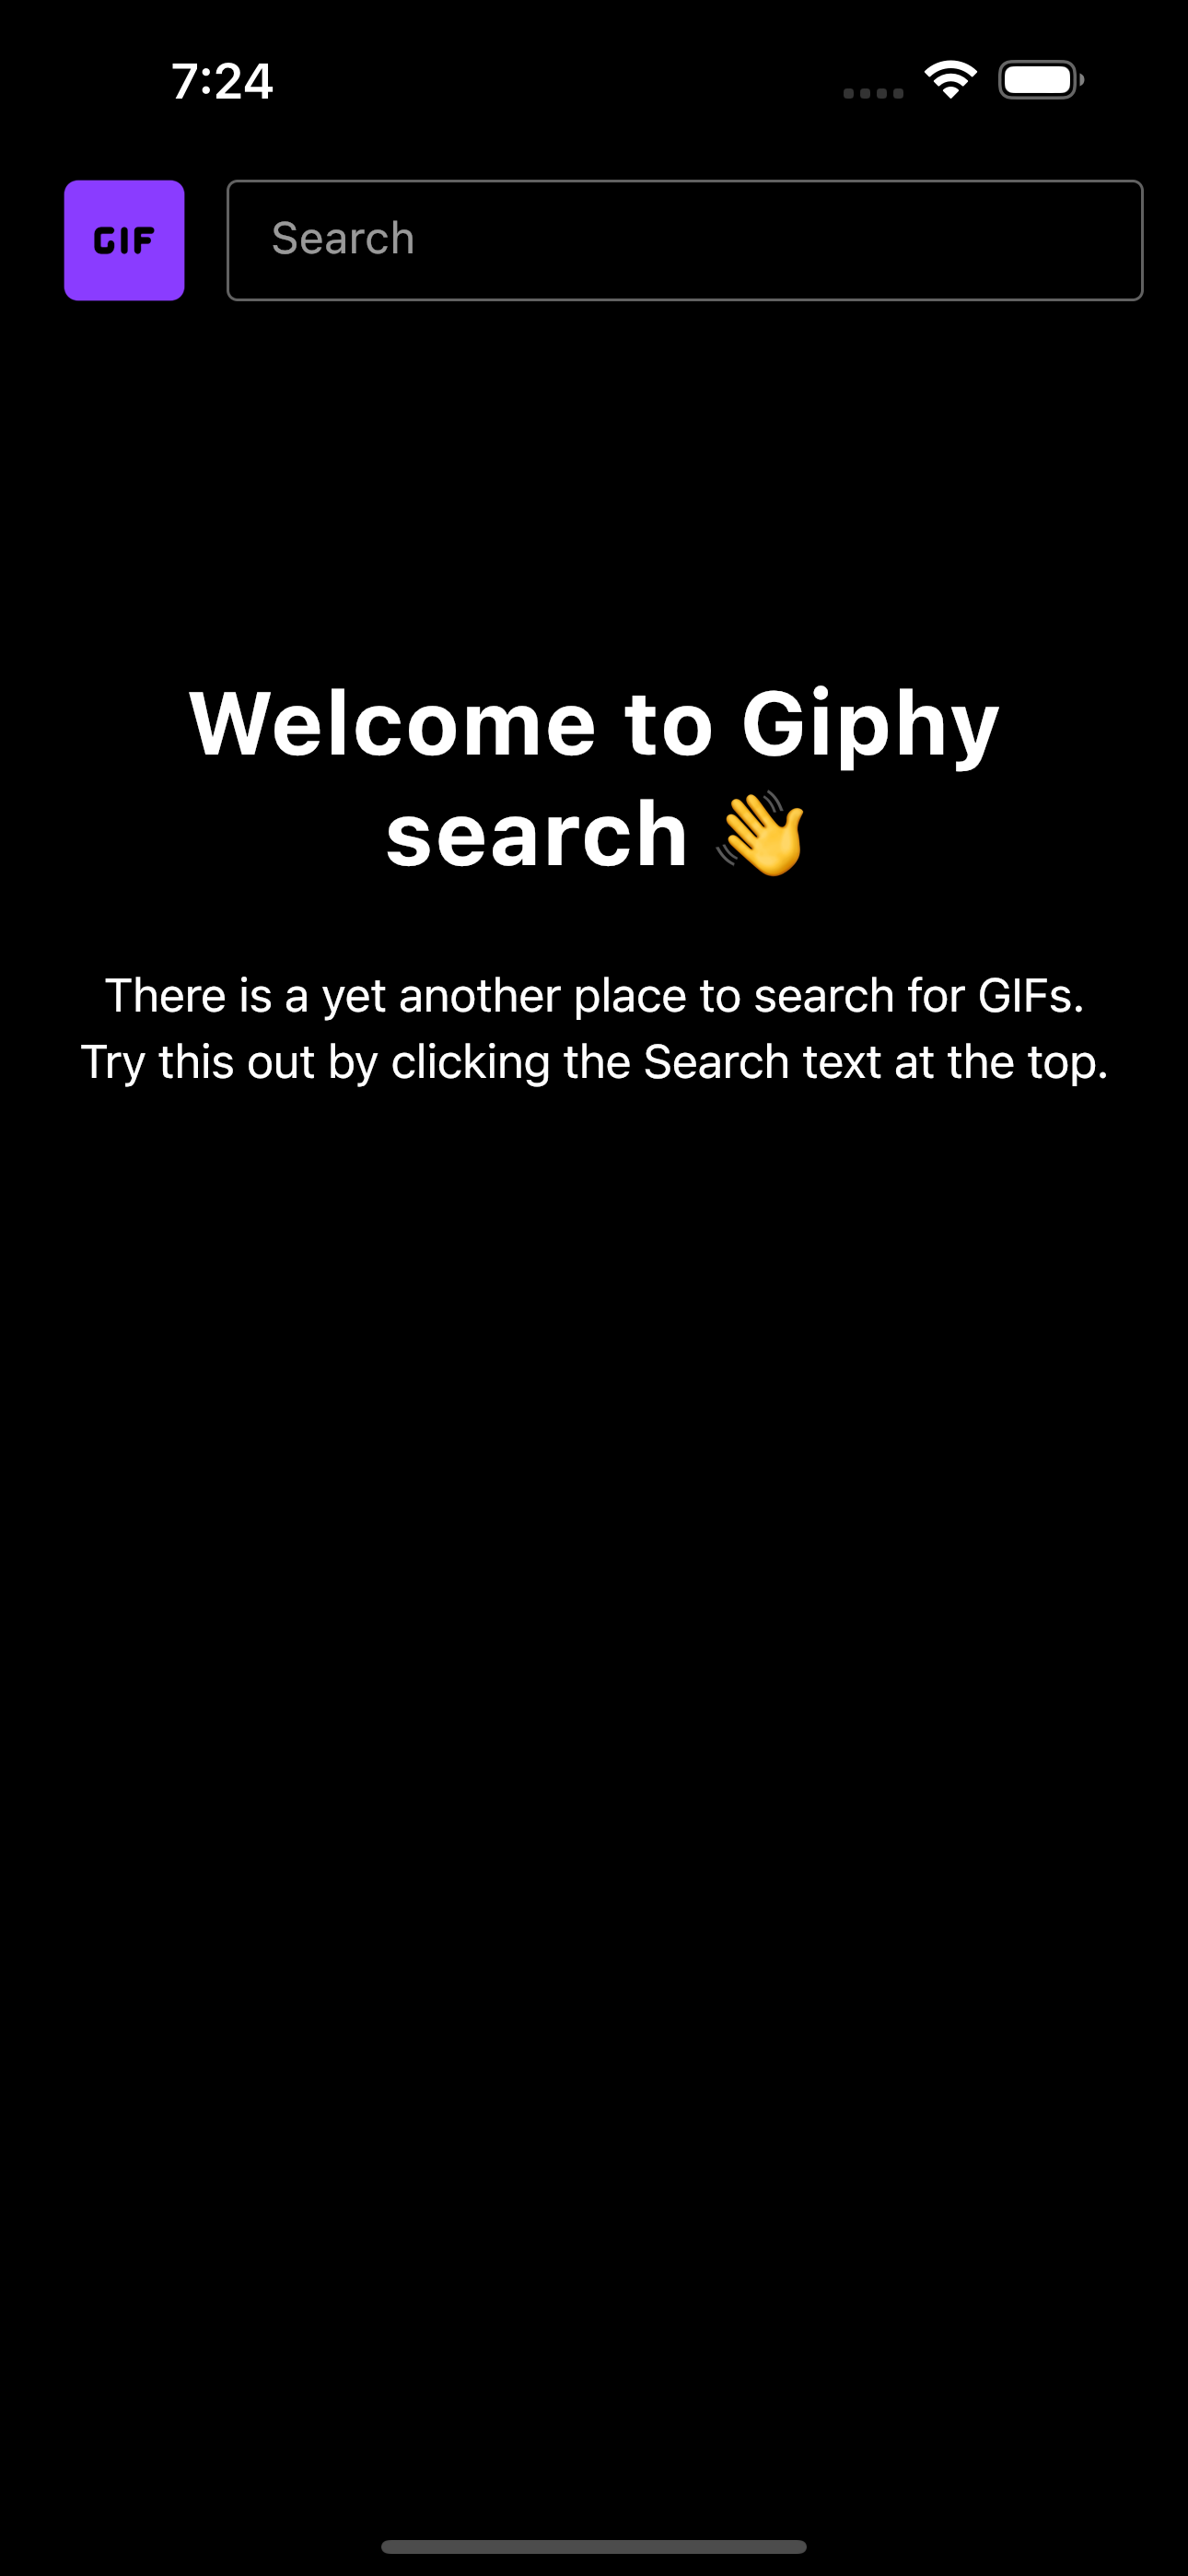 7:24
GIF
Search
Welcome to Giphy
search 👋
There is a yet another place to search for GIFs.
Try this out by clicking the Search text at the top.